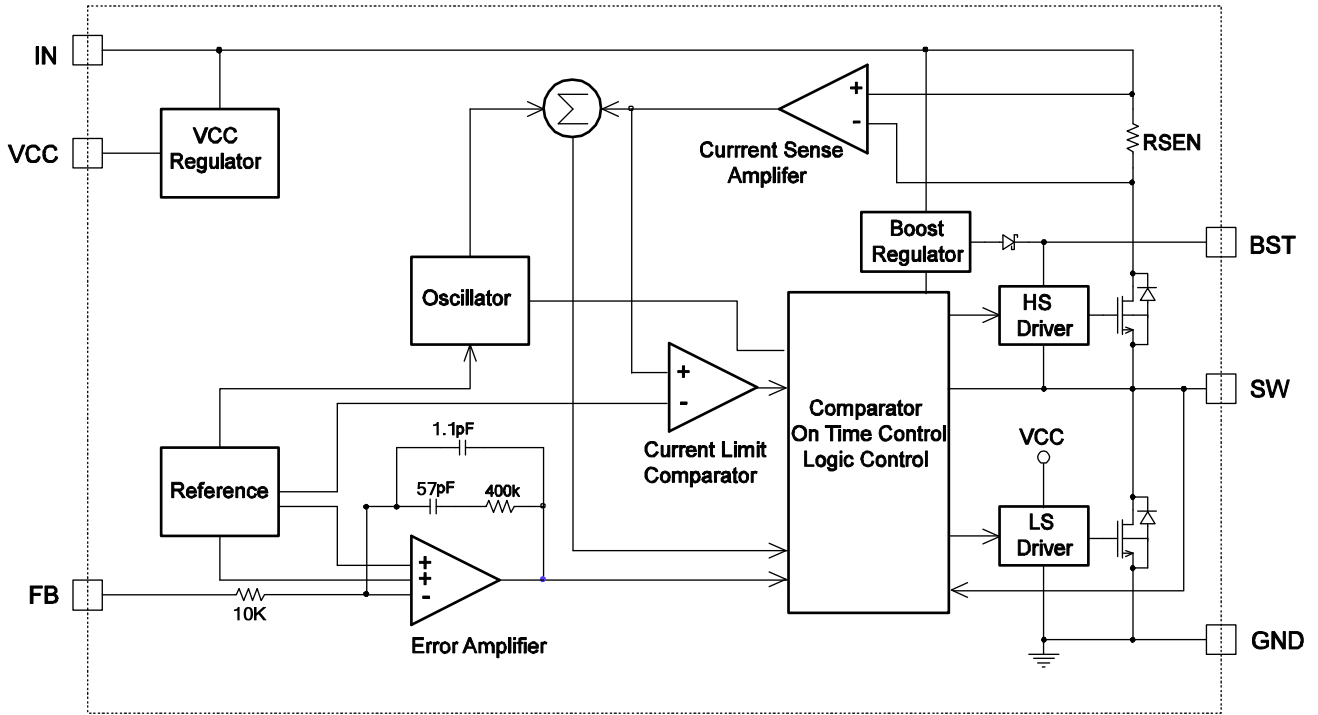 IN
VCC
VCC
Regulator
Σ
+
-
Currrent Sense
Amplifer
RSEN
Boost
Regulator
BST
Oscillator
HS
Driver
+
-
Current Limit
Comparator
SW
Comparator
On Time Control
Logic Control
VCC
1.1pF
57pF
400k
Reference
LS
Driver
+
+
-
FB
10K
Error Amplifier
GND